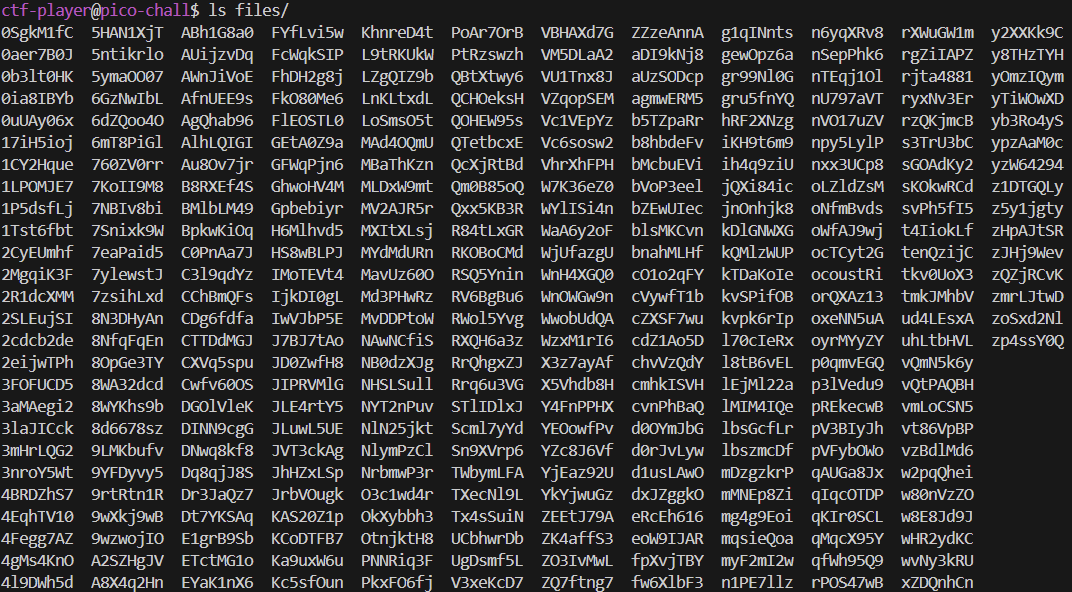 ctf-player@pico-chall$ ls files/
0SgkM1fC 5HAN1XjT ABh1G8a0 FYfLvi5w KhnreD4t PoAr7OrB VBHAXd7G ZZzeAnnA g1qINnts n6yqXRv8 rXWuGW1m y2XXKk9C
0aer7B0J 5ntikrlo AUijzvDq FcWqkSIP L9tRKUkW PtRzswzh VM5DLaA2 aDI9kNj8 gewOpz6a nSepPhk6 rgZiIAPZ y8THzTYH
0b3lt0HK 5ymaOO07 AWnJiVoE FhDH2g8j LZgQIZ9b QBtXtwy6 VU1Tnx8J aUzSODcp gr99Nl0G nTEqj1Ol rjta4881 yOmzIQym
0ia8IBYb 6GzNwIbL AfnUEE9s FkO80Me6 LnKLtxdL QCHOeksH VZqopSEM agmwERM5 gru5fnYQ nU797aVT ryxNv3Er yTiWOwXD
0uUAy06x 6dZQoo4O AgQhab96 FlEOSTL0 LoSmsO5t QOHEW95s Vc1VEpYz b5TZpaRr hRF2XNzg nVO17uZV rzQKjmcB yb3Ro4yS
17iH5ioj 6mT8PiGl AlhLQIGI GEtA0Z9a MAd4OQmU QTetbcxE Vc6sosw2 b8hbdeFv iKH9t6m9 npy5LylP s3TrU3bC ypzAaM0c
1CY2Hque 760ZV0rr Au8Ov7jr GFWqPjn6 MBaThKzn QcXjRtBd VhrXhFPH bMcbuEVi ih4q9ziU nxx3UCp8 sGOAdKy2 yzW64294
1LPOMJE7 7KoII9M8 B8RXEf4S GhwoHV4M MLDxW9mt Qm0B85oQ W7K36eZ0 bVoP3eel jQXi84ic oLZldZsM sKOkwRCd z1DTGQLy
1P5dsfLj 7NBIv8bi BMlbLM49 Gpbebiyr MV2AJR5r Qxx5KB3R WYlISi4n bZEwUIec jnOnhjk8 oNfmBvds svPh5fI5 z5y1jgty
1Tst6fbt 7Snixk9W BpkwKiOq H6Mlhvd5 MXItXLsj R84tLxGR WaA6y2oF blsMKCvn kDlGNWXG oWfAJ9wj t4IiokLf zHpAJtSR
2CyEUmhf 7eaPaid5 C0PnAa7J HS8wBLPJ MYdMdURn RKOBoCMd WjUfazgU bnahMLHf kQMlzWUP ocTCyt2G tenQzijC zJHj9Wev
2MgqiK3F 7ylewstJ C3l9qdYz IMoTEVt4 MavUz60O RSQ5Ynin WnH4XGQ0 cO1o2qFY kTDaKoIe ocoustRi tkv0UoX3 zQZjRCvK
2R1dcXMM 7zsihLxd CChBmQFs IjkDI0gL Md3PHwRz RV6BgBu6 WnOWGw9n cVywfT1b kvSPifOB orQXAz13 tmkJMhbV zmrLJtwD
2SLEujSI 8N3DHyAn CDg6fdfa IwVJbP5E MvDDPtoW RWol5Yvg WwobUdQA cZXSF7wu kvpk6rIp oxeNN5uA ud4LEsxA zoSxd2Nl
2cdcb2de 8NfqFqEn CTTDdMGJ J7BJ7tAo NAwNCfiS RXQH6a3z WzxM1rI6 cdZ1Ao5D l70cIeRx oyrMYyZY uhLtbHVL zp4ssY0Q
2eijwTPh 8OpGe3TY CXVq5spu JD0ZwfH8 NB0dzXJg RrQhgxZJ X3z7ayAf chvVzQdY l8tB6vEL p0qmvEGQ vQmN5k6y
3FOFUCD5 8WA32dcd Cwfv60OS JIPRVMlG NHSLSull Rrq6u3VG X5Vhdb8H cmhkISVH lEjMl22a p3lVedu9 vQtPAQBH
3aMAegi2 8WYKhs9b DGOlVleK JLE4rtY5 NYT2nPuv STlIDlxJ Y4FnPPHX cvnPhBaQ lMIM4IQe pREkecwB vmLoCSN5
3laJICck 8d6678sz DINN9cgG JLuwL5UE NlN25jkt Scml7yYd YEOowfPv d0OYmJbG lbsGcfLr pV3BIyJh vt86VpBP
3mHrLQG2 9LMKbufv DNwq8kf8 JVT3ckAg NlymPzCl Sn9XVrp6 YZc8J6Vf d0rJvLyw lbszmcDf pVFybOWo vzBdlMd6
3nroY5Wt 9YFDyvy5 Dq8qjJ8S JhHZxLSp NrbmwP3r TWbymLFA YjEaz92U d1usLAwO mDzgzkrP qAUGa8Jx w2pqQhei
4BRDZhS7 9rtRtn1R Dr3JaQz7 JrbVOugk O3c1wd4r TXecNl9L YkYjwuGz dxJZggkO mMNEp8Zi qIqcOTDP w80nVzZO
4EqhTV10 9wXkj9wB Dt7YKSAq KAS20Z1p OkXybbh3 Tx4sSuiN ZEEtJ79A eRcEh616 mg4g9Eoi qKIr0SCL w8E8Jd9J
4Fegg7AZ 9wzwojIO E1grB9Sb KCoDTFB7 OtnjktH8 UCbhwrDb ZK4affS3 eoW9IJAR mqsieQoa qMqcX95Y wHR2ydKC
4gMs4KnO A2SZHgJV ETctMG1o Ka9uxW6u PNNRiq3F UgDsmf5L ZO3IvMwL fpXvjTBY myF2mI2w qfWh95Q9 wvNy3kRU
4l9DWh5d A8X4q2Hn EYaK1nX6 Kc5sfOun PkxFO6fj V3xeKcD7 ZQ7ftng7 fw6XlbF3 n1PE7llz rPOS47wB xZDQnhCn